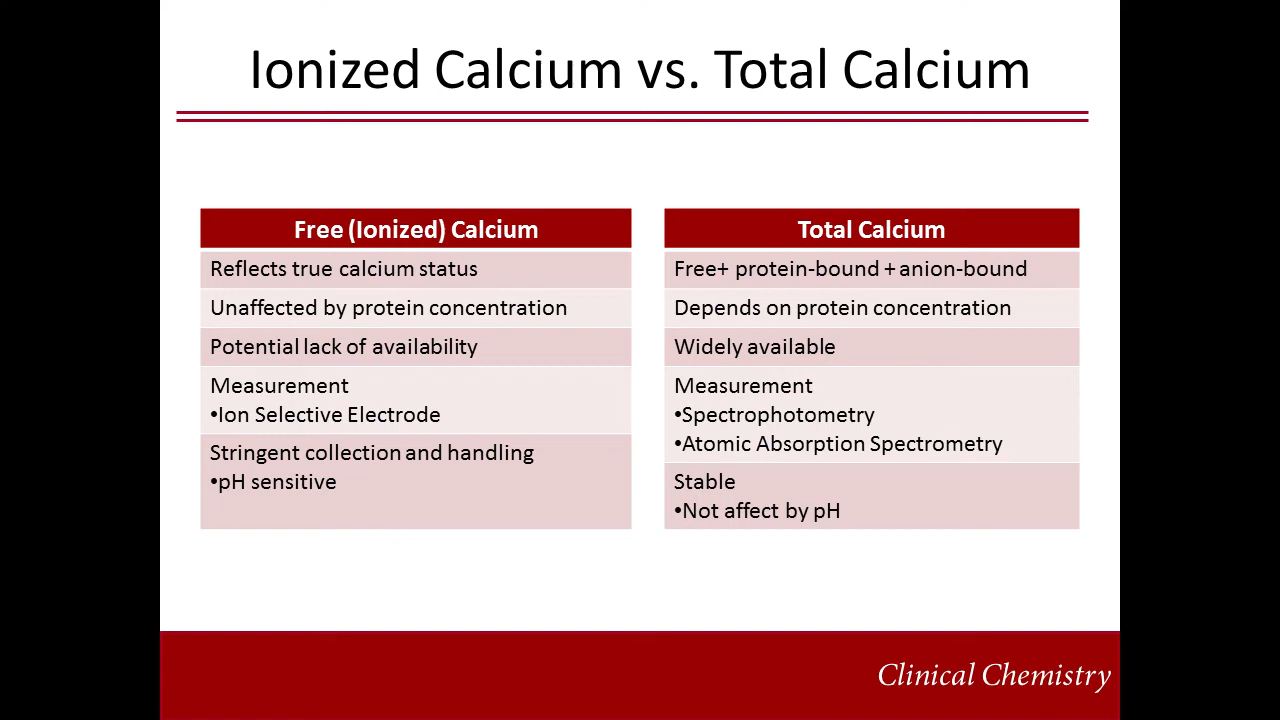 Ionized Calcium vs. Total Calcium
Free (Ionized) Calcium
Reflects true calcium status
Unaffected by protein concentration
Potential lack of availability
Measurement
•Ion Selective Electrode
Stringent collection and handling
•pH sensitive
Total Calcium
Free+ protein-bound + anion-bound
Depends on protein concentration
Widely available
Measurement
•Spectrophotometry
•Atomic Absorption Spectrometry
Stable
•Not affect by pH
Clinical Chemistry